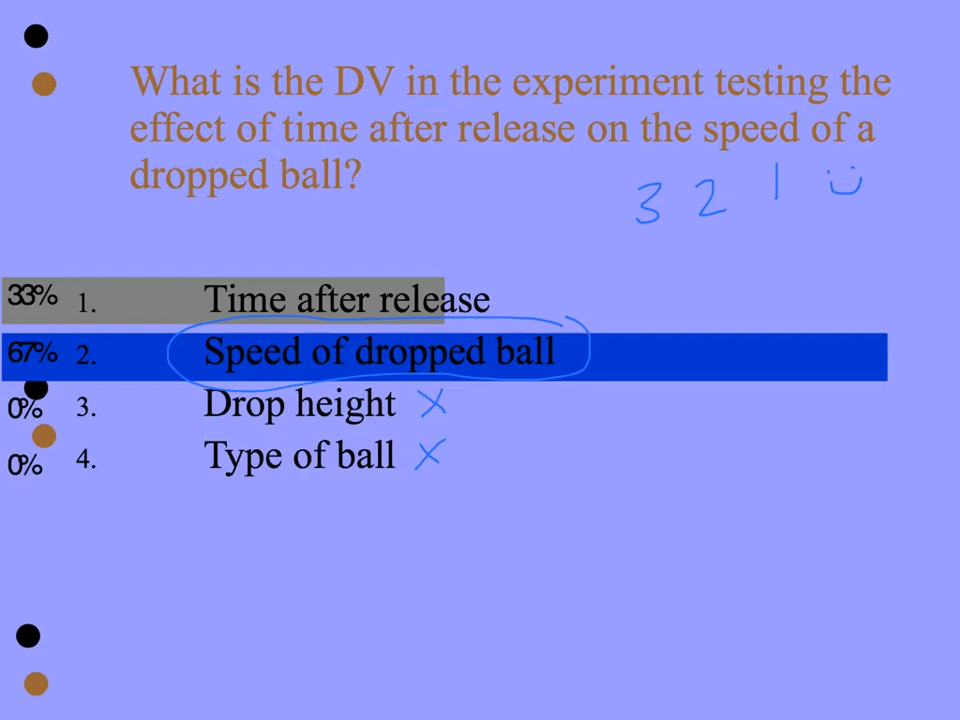 What is the DV in the experiment testing the
effect of time after release on the speed of a
dropped ball?
3 2 1
33% 1. Time after release
67% 2. Speed of dropped ball
0% 3. Drop height X
0% 4. Type of ball X